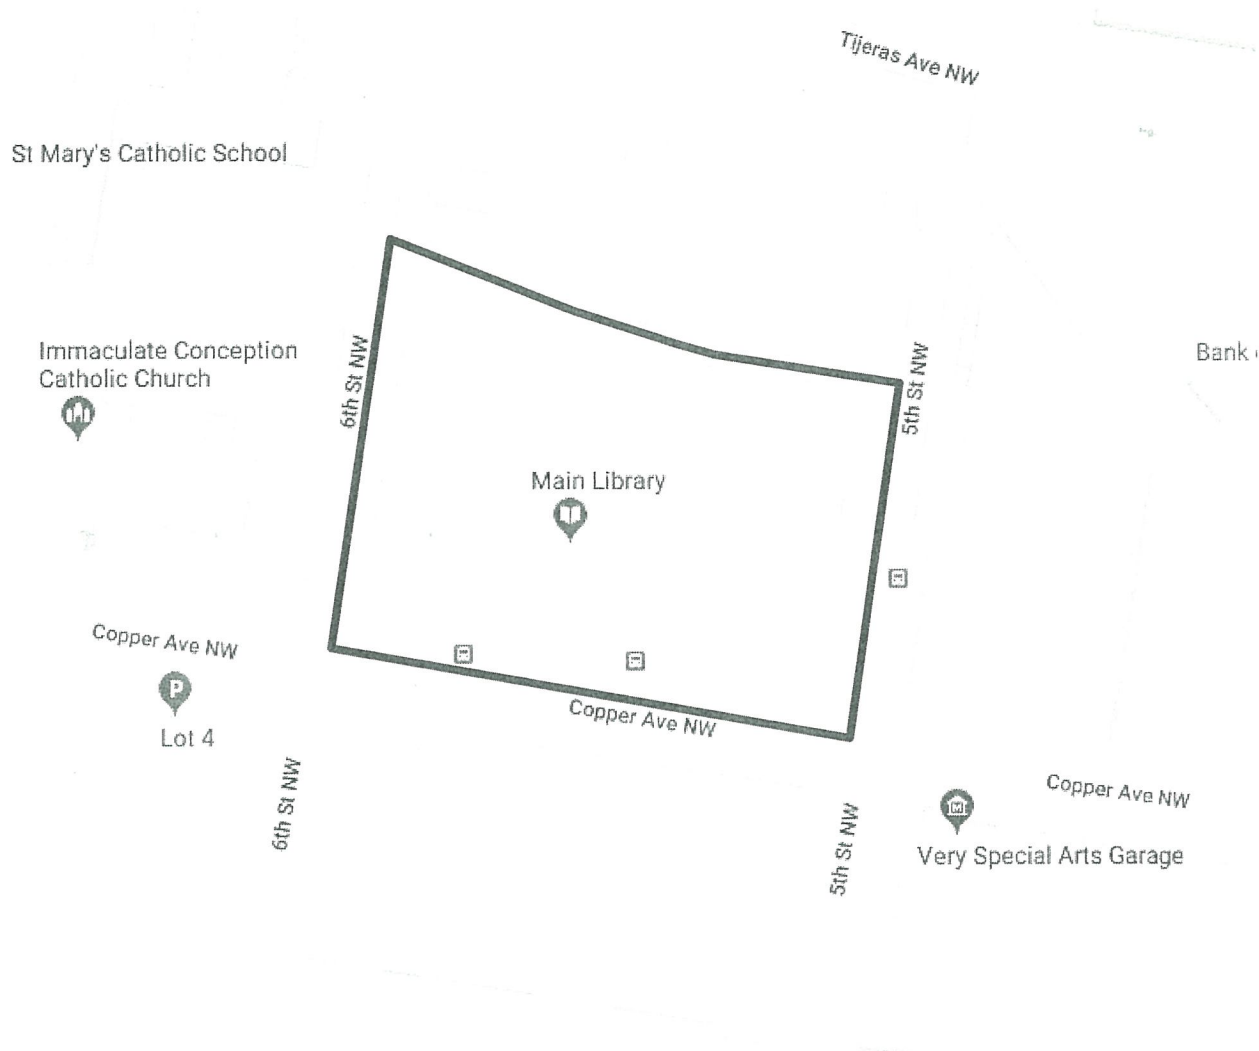 Tijeras Ave NW
St Mary's Catholic School
Immaculate Conception
Catholic Church
6th St NW
5th St NW
Bank
Main Library
Copper Ave NW
P
Lot 4
Copper Ave NW
6th St NW
5th St NW
M
Copper Ave NW
Very Special Arts Garage